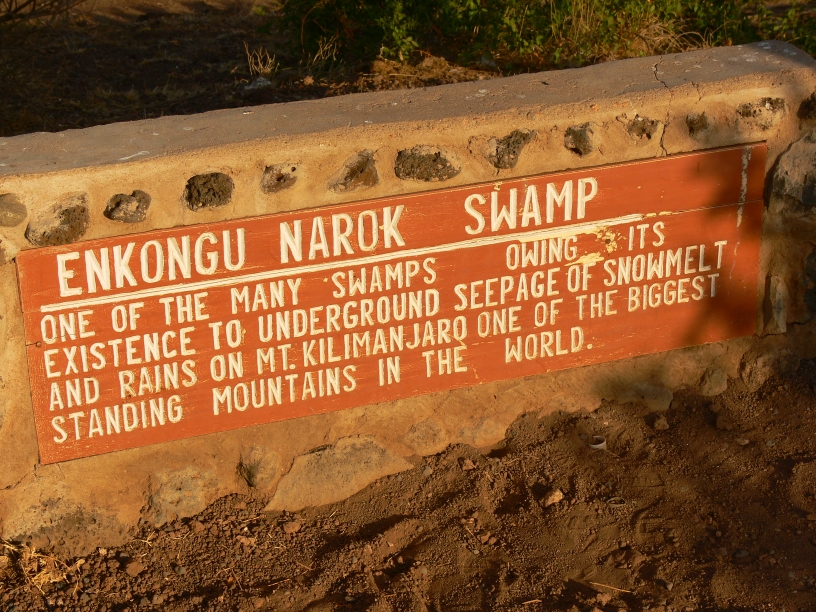 ENKONGU NAROK SWAMP
ONE OF THE MANY SWAMPS OWING ITS
EXISTENCE TO UNDERGROUND SEEPAGE OF SNOWMELT
AND RAINS ON MT. KILIMANJARO ONE OF THE BIGGEST
STANDING MOUNTAINS IN THE WORLD.